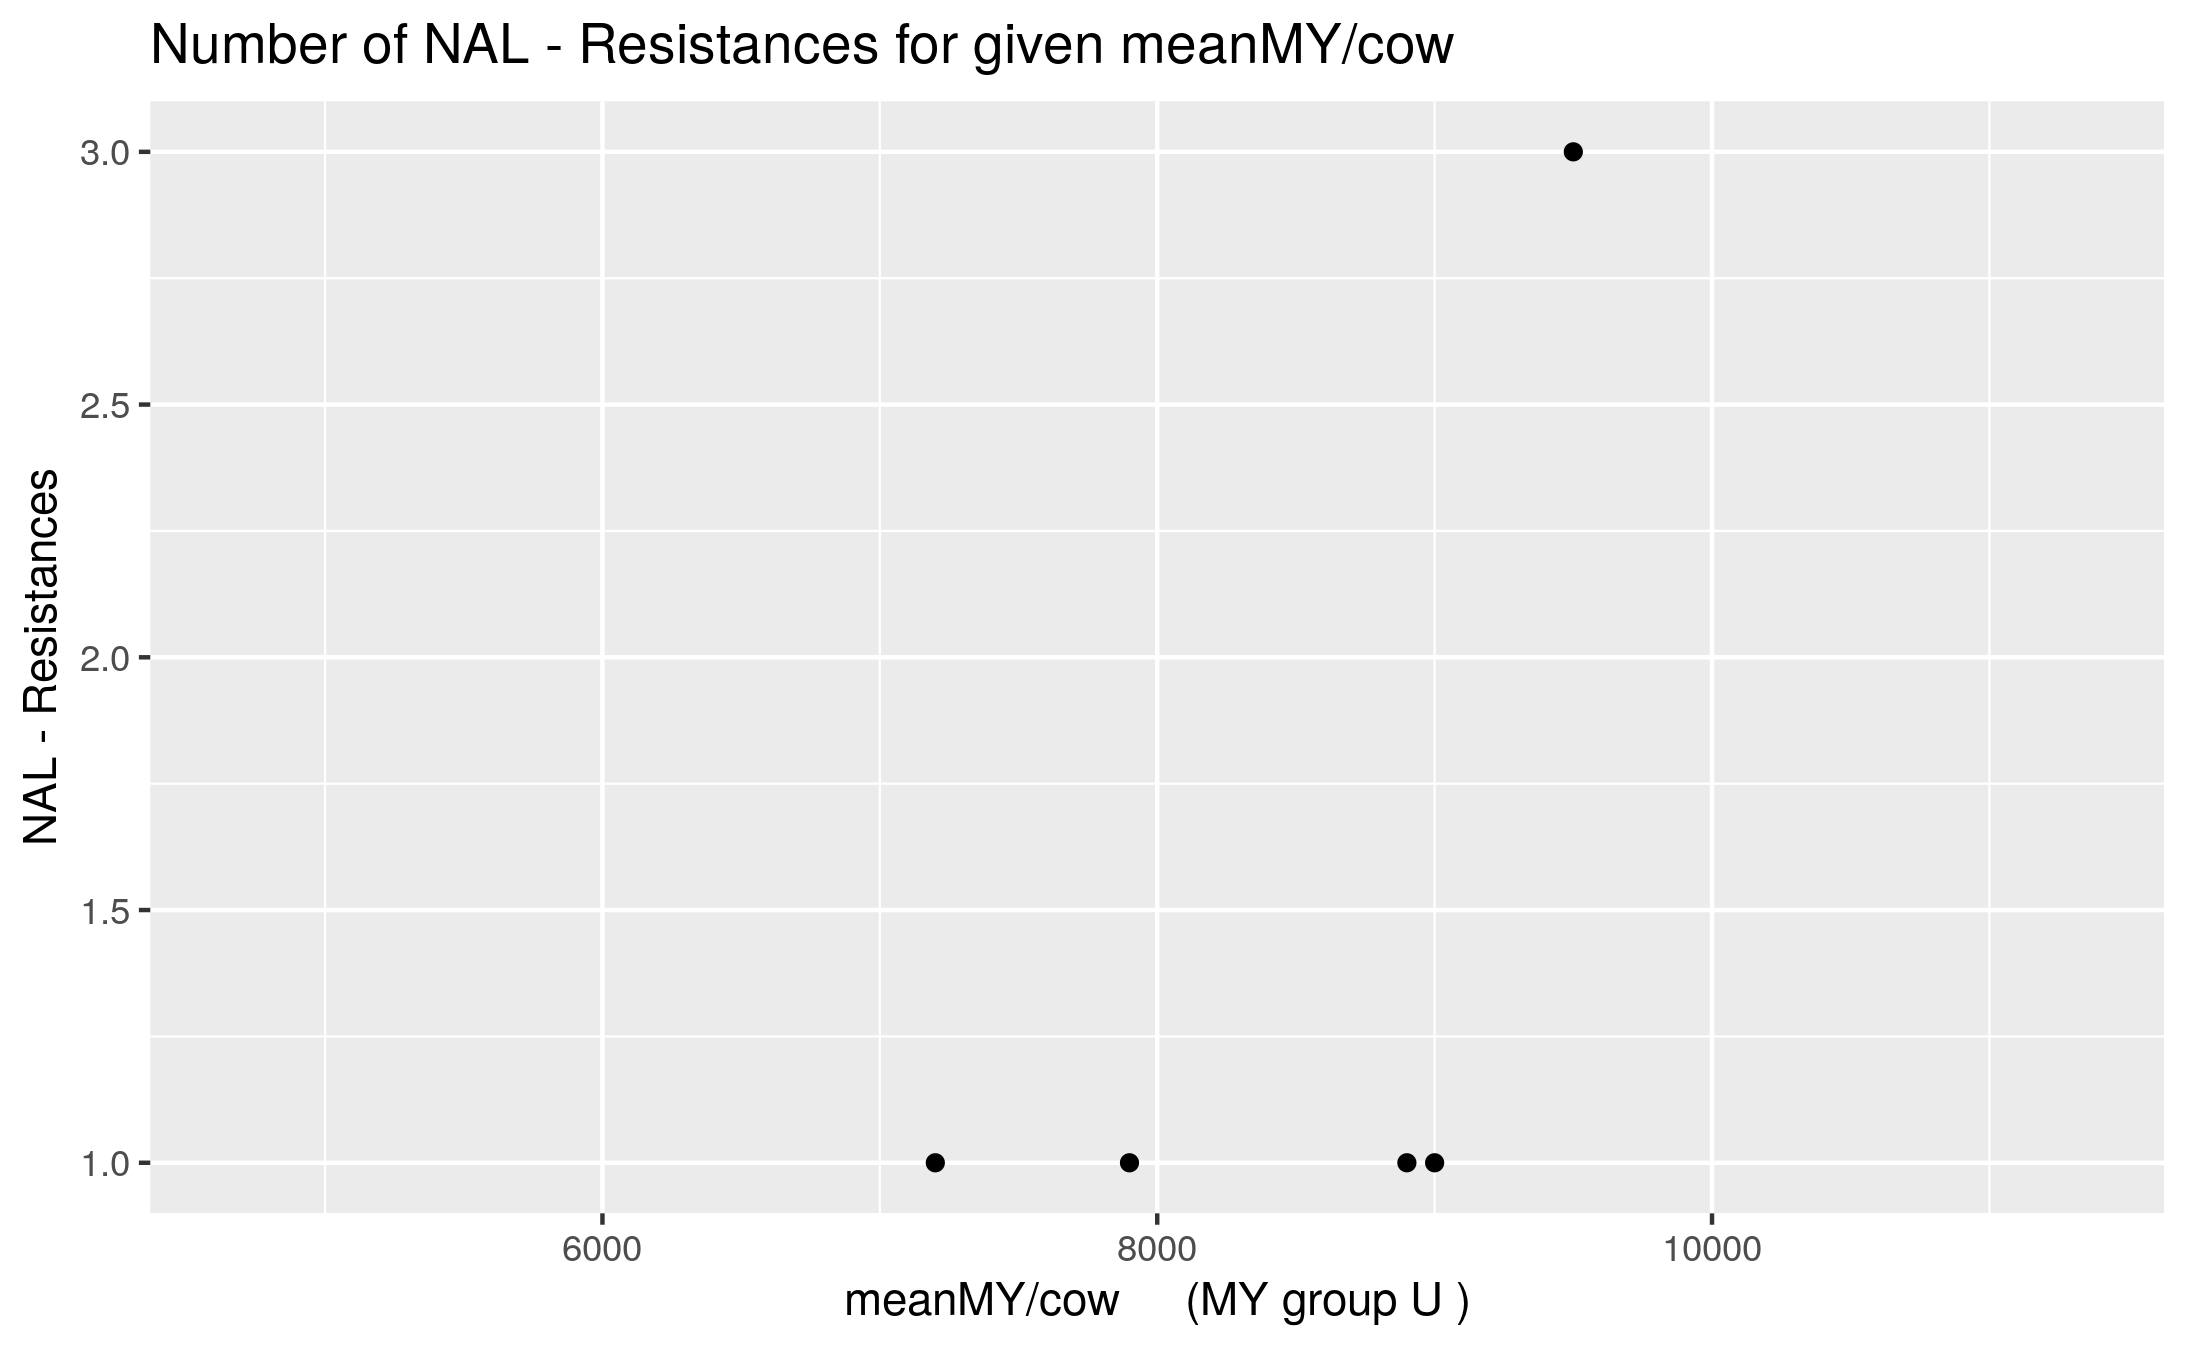 Number of NAL - Resistances for given meanMY/cow
3.0
2.5
2.0
1.5
1.0
NAL - Resistances
6000 8000 10000
meanMY/cow (MY group U )